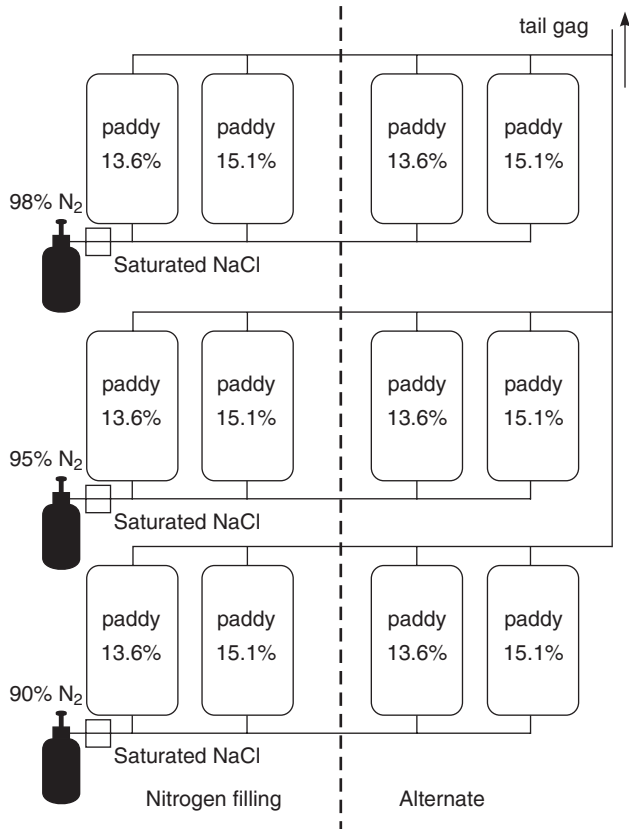 tail gag
paddy paddy paddy paddy
13.6% 15.1% 13.6% 15.1%
98% N₂
Saturated NaCl
paddy paddy paddy paddy
13.6% 15.1% 13.6% 15.1%
95% N₂
Saturated NaCl
paddy paddy paddy paddy
13.6% 15.1% 13.6% 15.1%
90% N₂
Saturated NaCl
Nitrogen filling Alternate